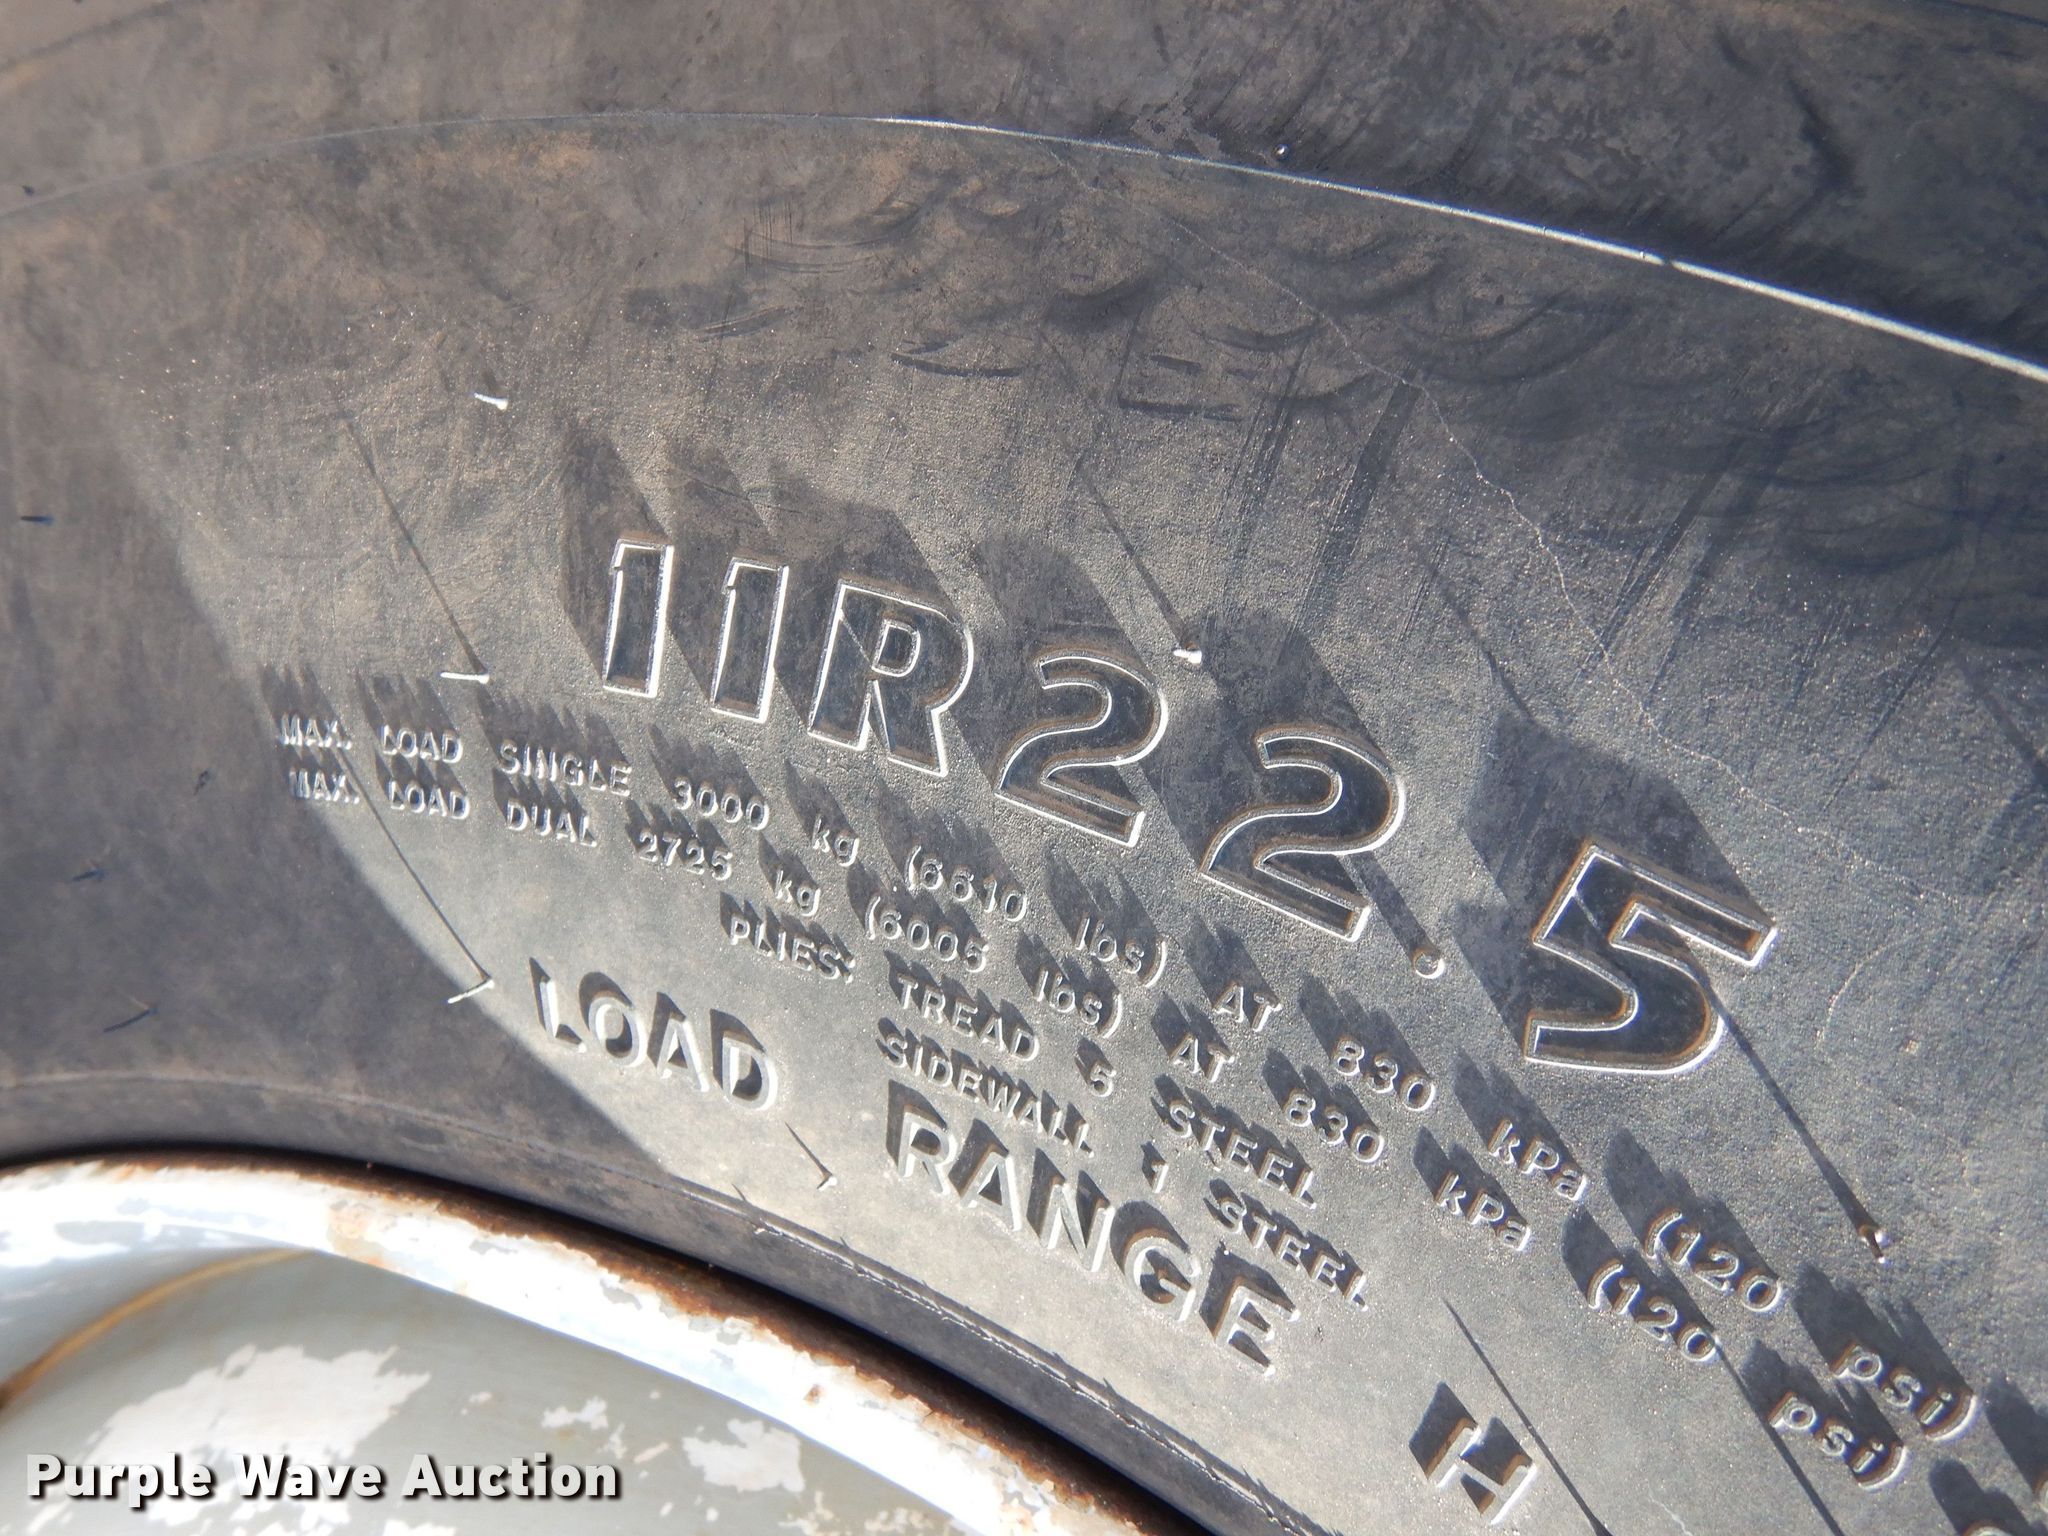 11R22.5
MAX. LOAD SINGLE 3000 kg (6610 lbs) AT 830 kPa (120 psi)
MAX. LOAD DUAL 2725 kg (6005 lbs) AT 830 kPa (120 psi)
PLIES: TREAD 5 STEEL
SIDEWALL 1 STEEL
LOAD RANGE H
Purple Wave Auction